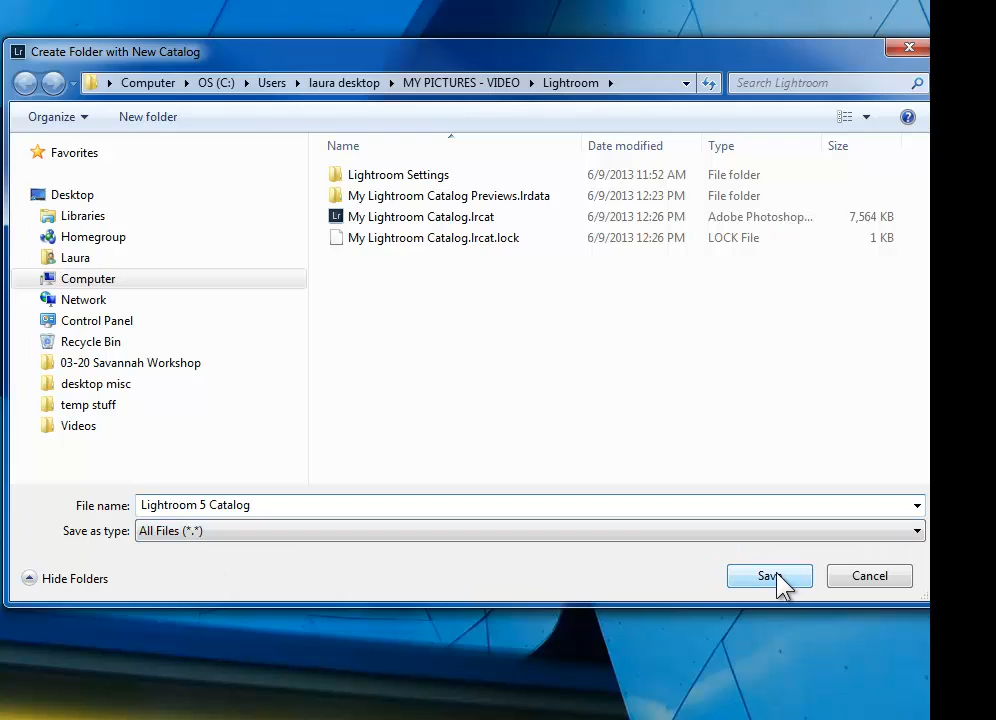 Lr Create Folder with New Catalog
Computer OS (C:) Users laura desktop MY PICTURES - VIDEO Lightroom Search Lightroom
Organize New folder
Name Date modified Type Size
Favorites
Desktop
Libraries
Homegroup
Laura
Computer
Network
Control Panel
Recycle Bin
03-20 Savannah Workshop
desktop misc
temp stuff
Videos
Lightroom Settings 6/9/2013 11:52 AM File folder
My Lightroom Catalog Previews.lrdata 6/9/2013 12:23 PM File folder
Lr My Lightroom Catalog.lrcat 6/9/2013 12:26 PM Adobe Photoshop... 7,564 KB
My Lightroom Catalog.lrcat.lock 6/9/2013 12:26 PM LOCK File 1 KB
File name: Lightroom 5 Catalog
Save as type: All Files (*.*)
Hide Folders
Save Cancel